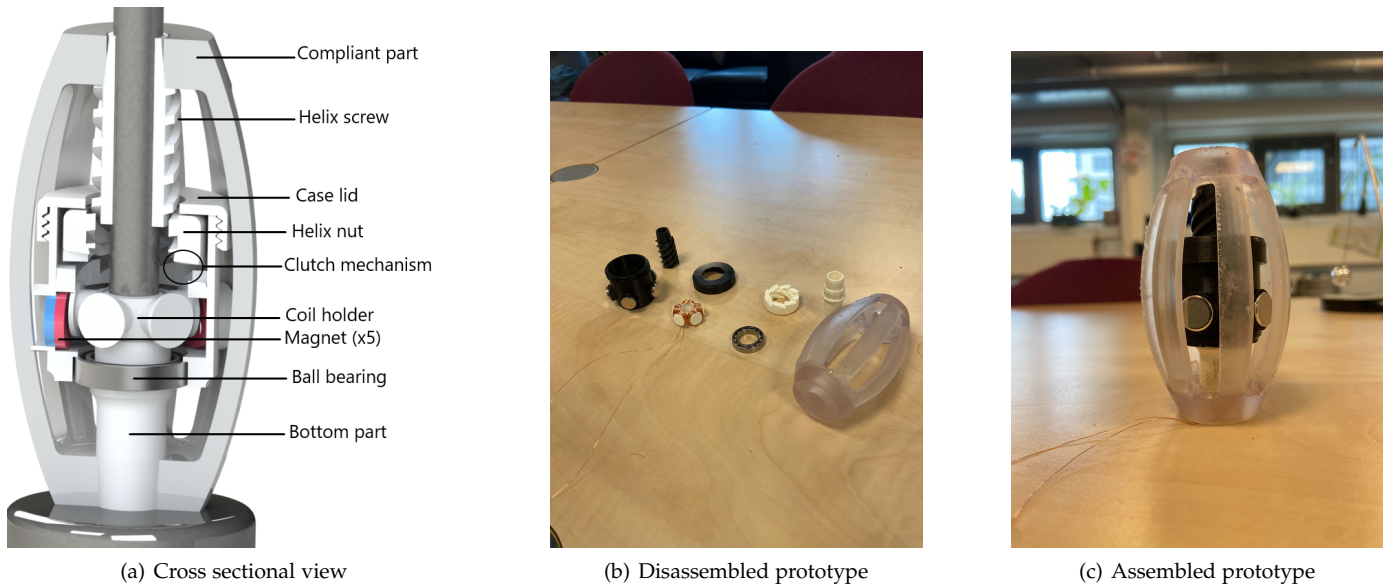 Compliant part
Helix screw
Case lid
Helix nut
Clutch mechanism
Coil holder
Magnet (x5)
Ball bearing
Bottom part
(a) Cross sectional view
(b) Disassembled prototype
(c) Assembled prototype